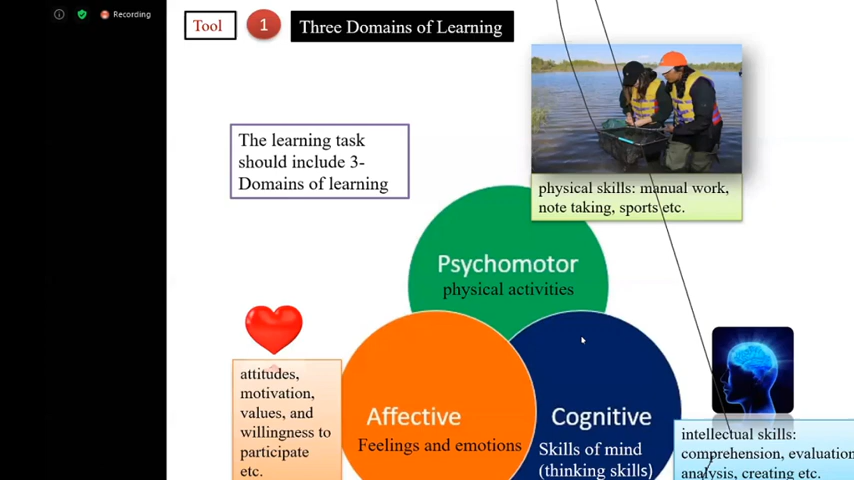 Recording
Tool 1 Three Domains of Learning
The learning task
should include 3-
Domains of learning
physical skills: manual work,
note taking, sports etc.
Psychomotor
physical activities
attitudes,
motivation,
values, and
willingness to
participate
etc.
Affective
Feelings and emotions
Cognitive
Skills of mind
(thinking skills)
intellectual skills:
comprehension, evaluation
analysis, creating etc.